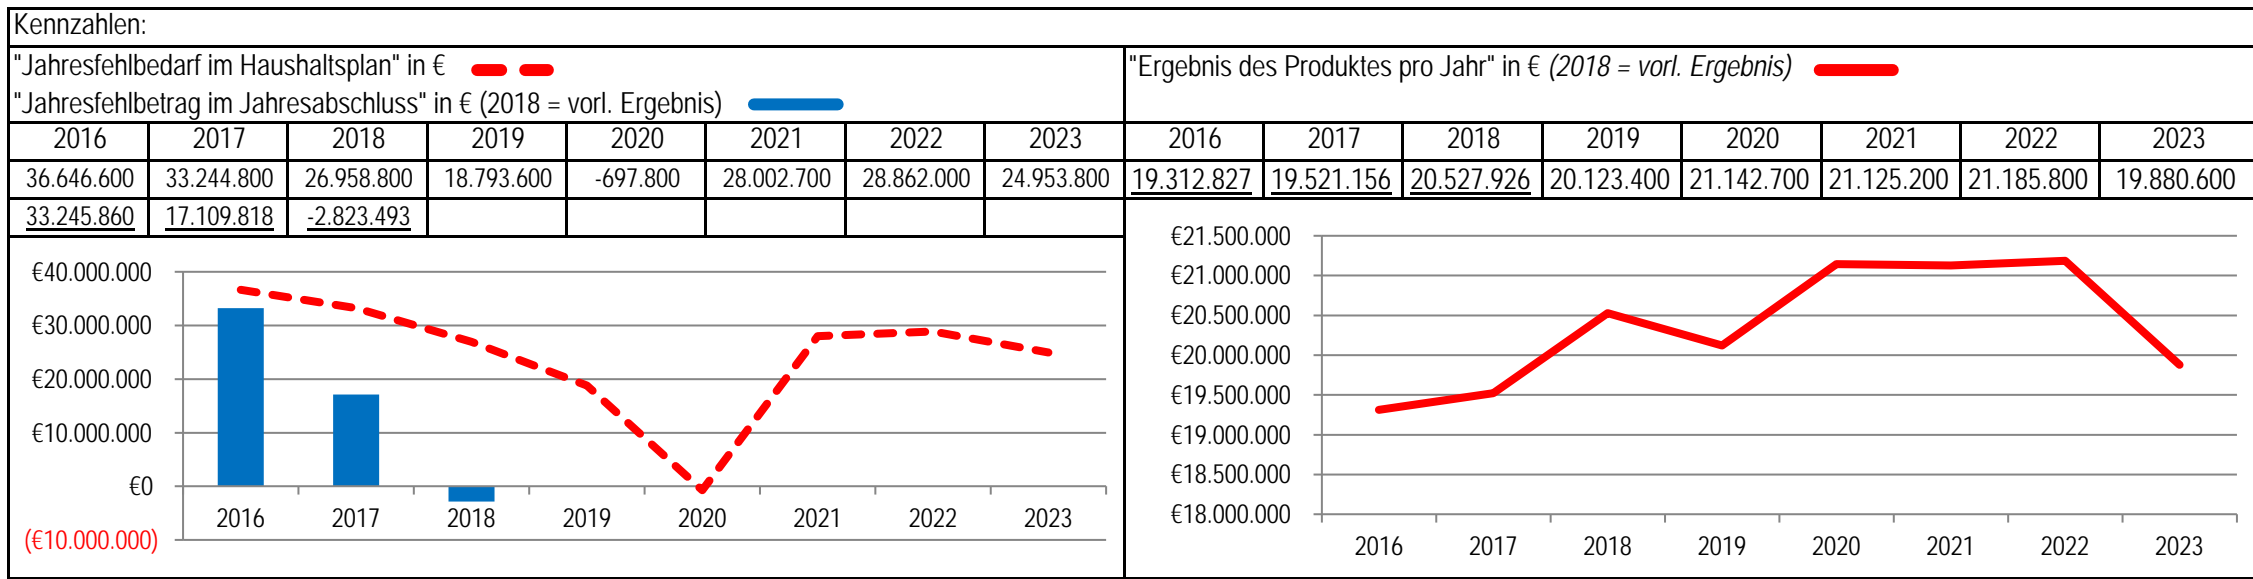 Kennzahlen:
"Jahresfehlbedarf im Haushaltsplan" in €
"Jahresfehlbetrag im Jahresabschluss" in € (2018 = vorl. Ergebnis)
2016 2017 2018 2019 2020 2021 2022 2023
36.646.600 33.244.800 26.958.800 18.793.600 -697.800 28.002.700 28.862.000 24.953.800
33.245.860 17.109.818 -2.823.493
€40.000.000
€30.000.000
€20.000.000
€10.000.000
€0
(€10.000.000)
2016 2017 2018 2019 2020 2021 2022 2023
"Ergebnis des Produktes pro Jahr" in € (2018 = vorl. Ergebnis)
2016 2017 2018 2019 2020 2021 2022 2023
19.312.827 19.521.156 20.527.926 20.123.400 21.142.700 21.125.200 21.185.800 19.880.600
€21.500.000
€21.000.000
€20.500.000
€20.000.000
€19.500.000
€19.000.000
€18.500.000
€18.000.000
2016 2017 2018 2019 2020 2021 2022 2023